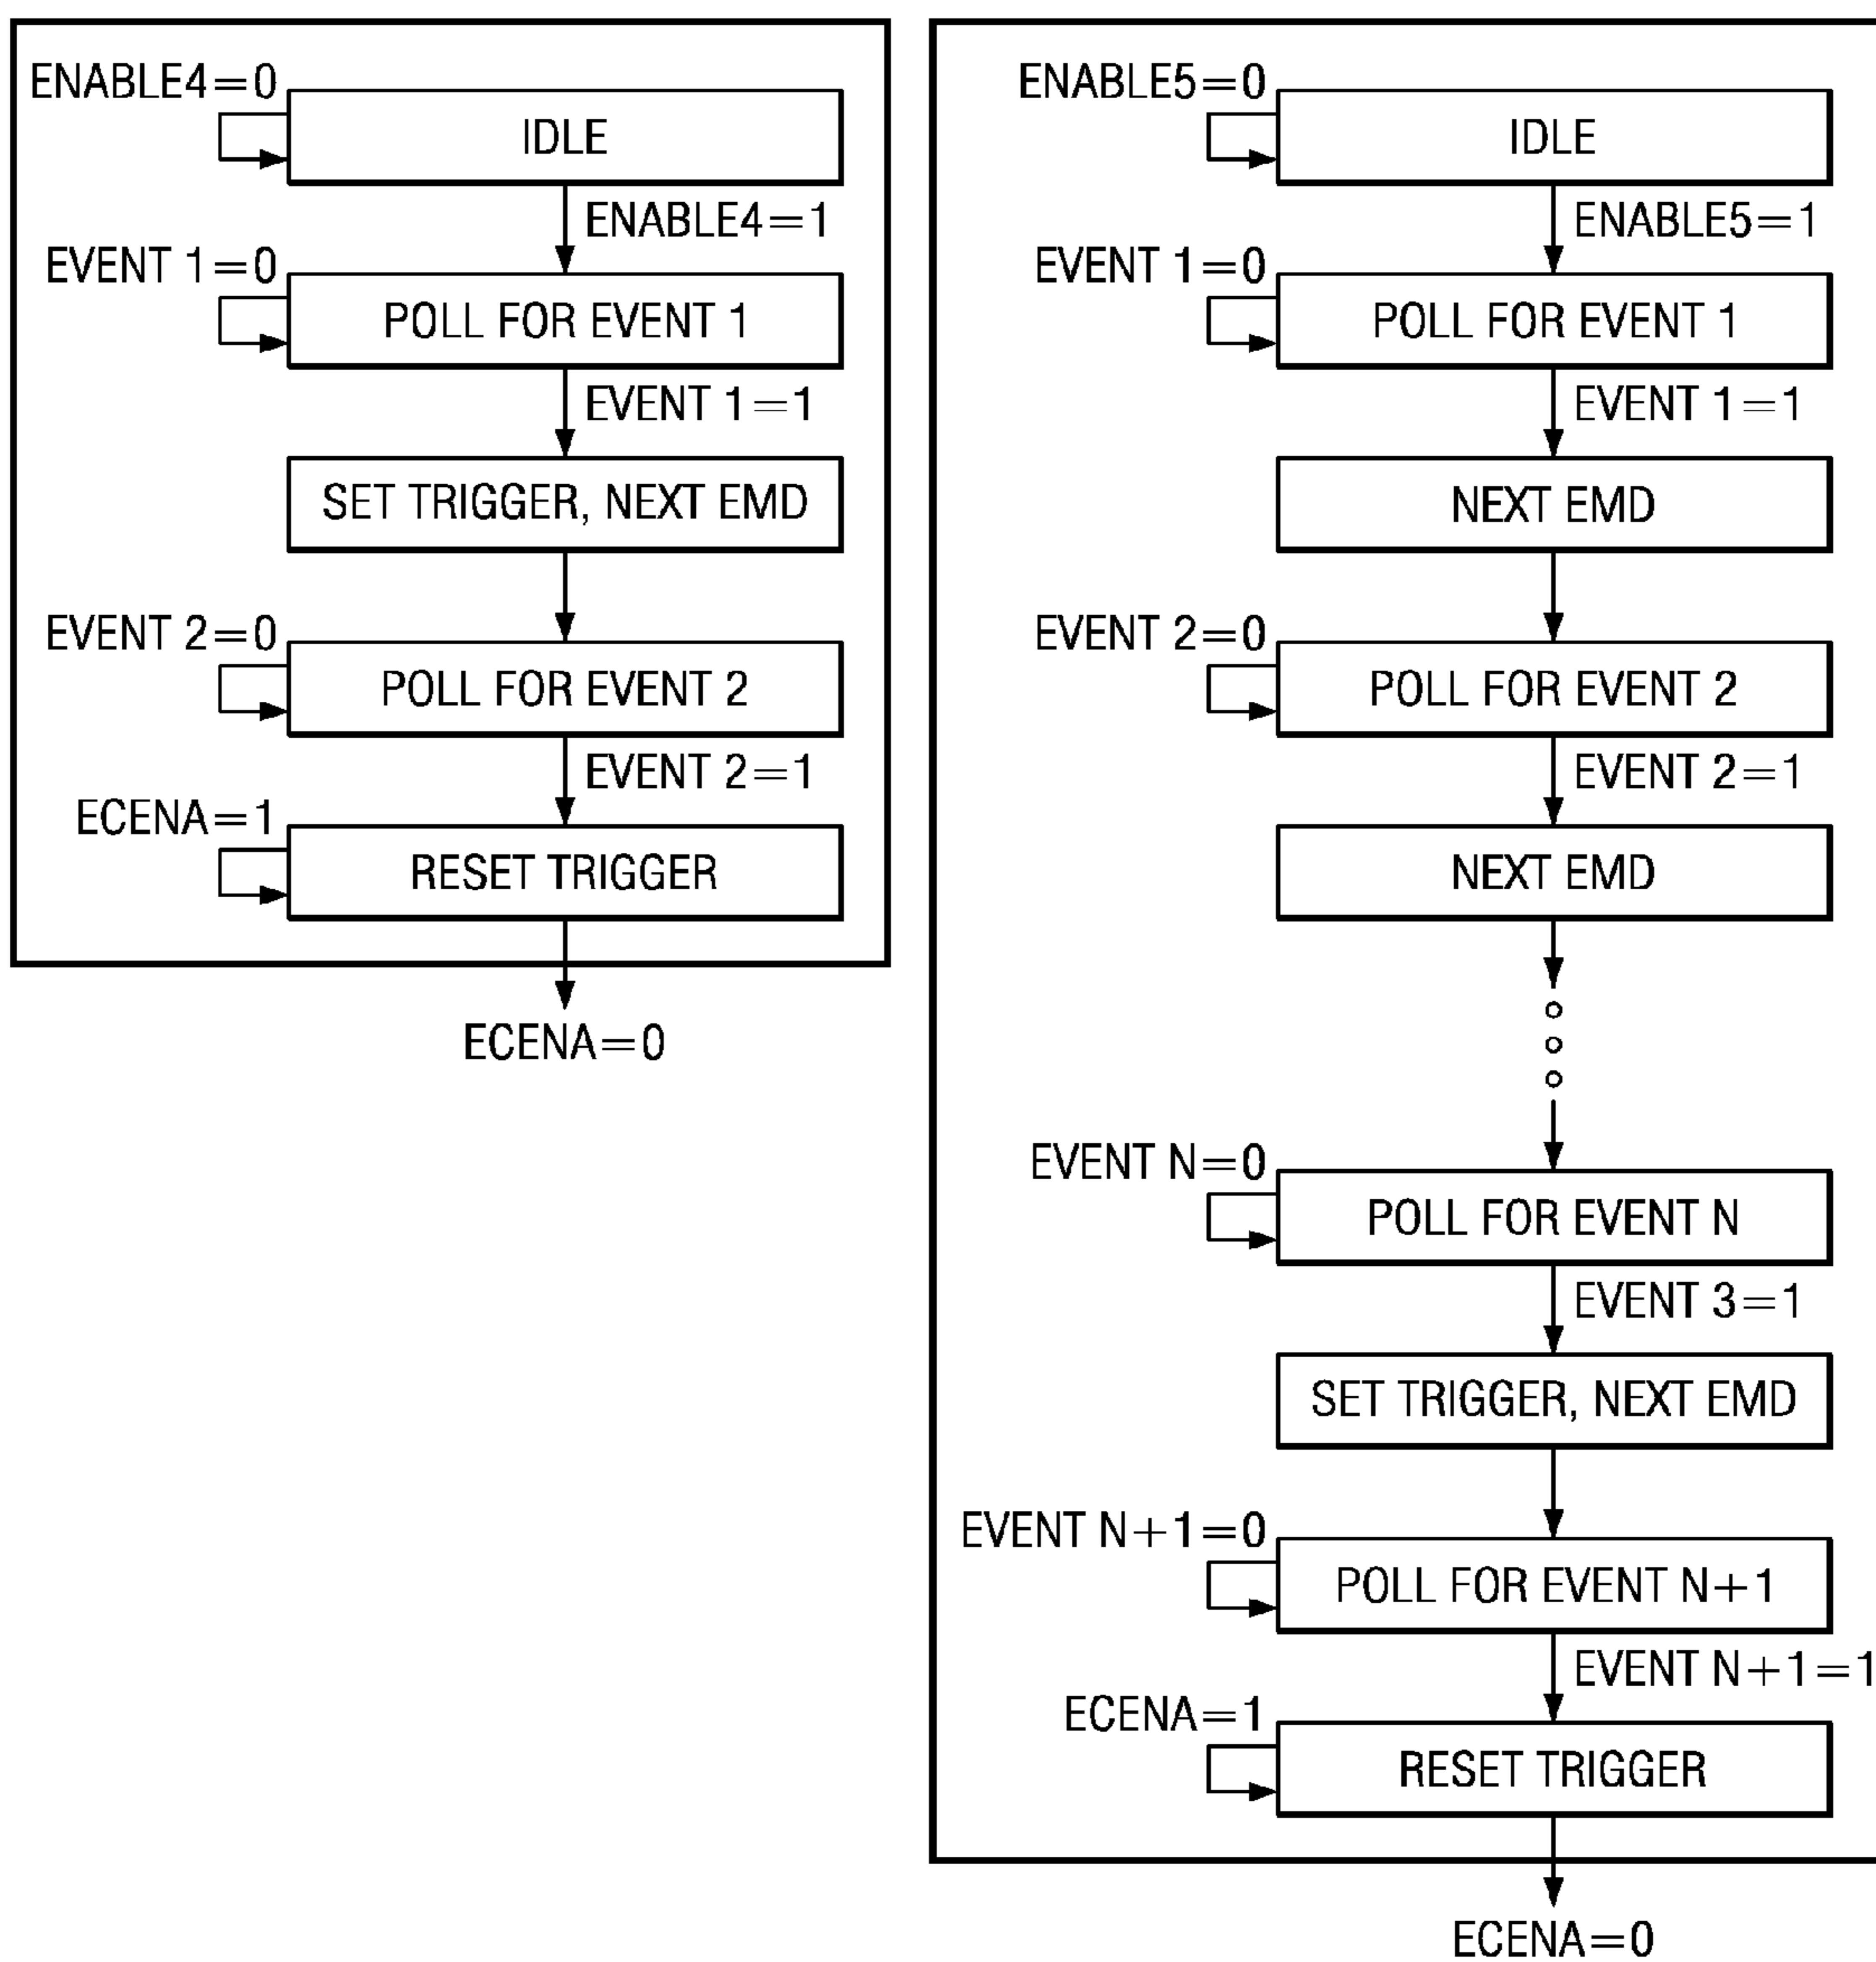 ENABLE4=0
IDLE
ENABLE4=1
EVENT 1=0
POLL FOR EVENT 1
EVENT 1=1
SET TRIGGER, NEXT EMD
EVENT 2=0
POLL FOR EVENT 2
EVENT 2=1
ECENA=1
RESET TRIGGER
ECENA=0
ENABLE5=0
IDLE
ENABLE5=1
EVENT 1=0
POLL FOR EVENT 1
EVENT 1=1
NEXT EMD
EVENT 2=0
POLL FOR EVENT 2
EVENT 2=1
NEXT EMD
EVENT N=0
POLL FOR EVENT N
EVENT 3=1
SET TRIGGER, NEXT EMD
EVENT N+1=0
POLL FOR EVENT N+1
EVENT N+1=1
ECENA=1
RESET TRIGGER
ECENA=0